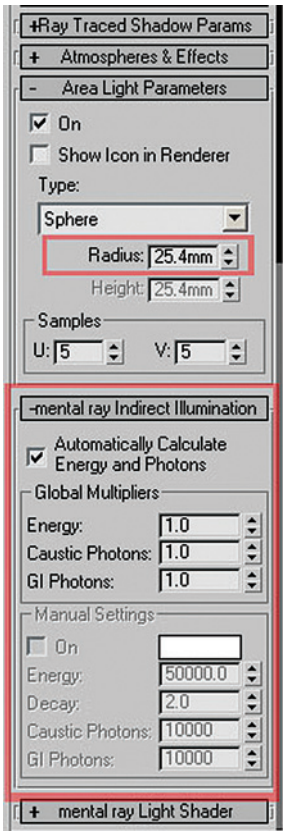 +Ray Traced Shadow Params
+ Atmospheres & Effects
- Area Light Parameters
On
Show Icon in Renderer
Type:
Sphere
Radius: 25.4mm
Height: 25.4mm
Samples
U: 5 V: 5
-mental ray Indirect Illumination
Automatically Calculate
Energy and Photons
Global Multipliers
Energy: 1.0
Caustic Photons: 1.0
GI Photons: 1.0
Manual Settings
On
Energy: 50000.0
Decay: 2.0
Caustic Photons: 10000
GI Photons: 10000
+ mental ray Light Shader